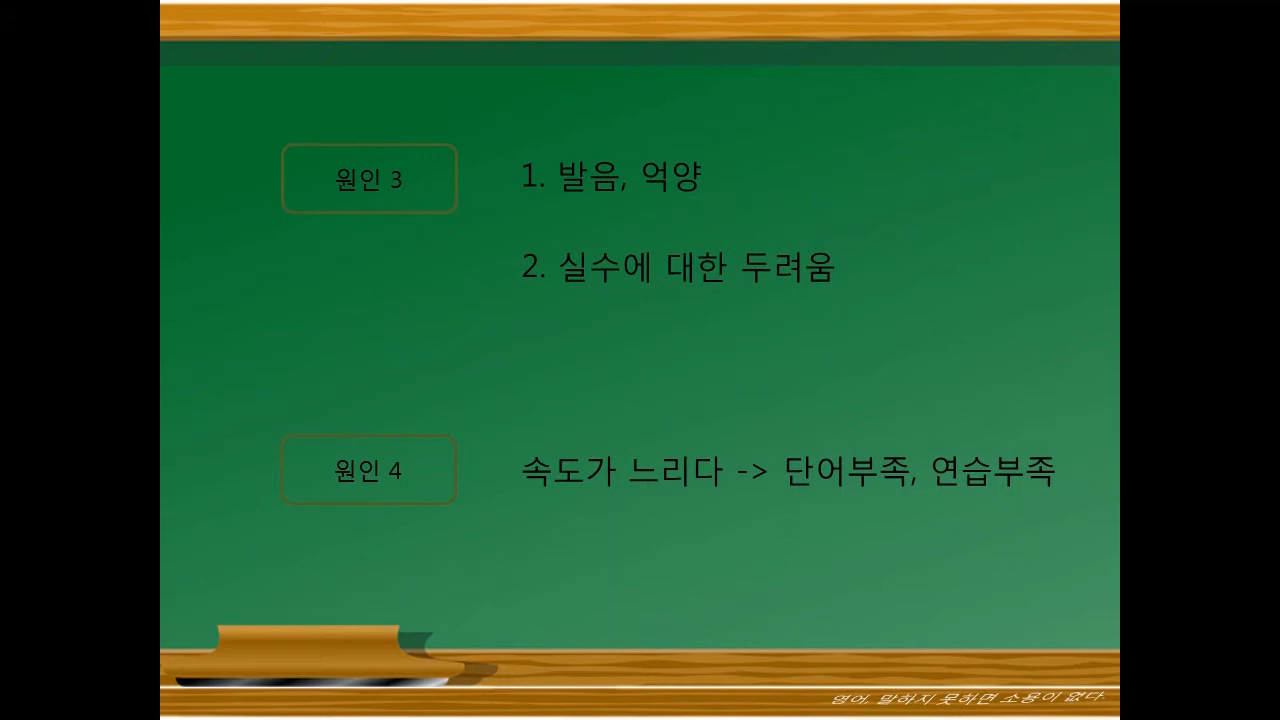 원인 3
1. 발음, 억양
2. 실수에 대한 두려움
원인 4
속도가 느리다 -> 단어부족, 연습부족
영어, 말하지 못하면 소용이 없다.